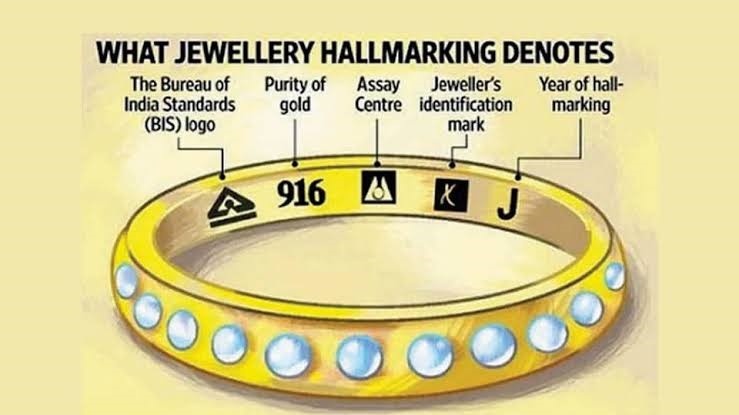 WHAT JEWELLERY HALLMARKING DENOTES
The Bureau of
India Standards
(BIS) logo
Purity of
gold
Assay
Centre
Jeweller's
identification
mark
Year of hall-
marking
916
K
J